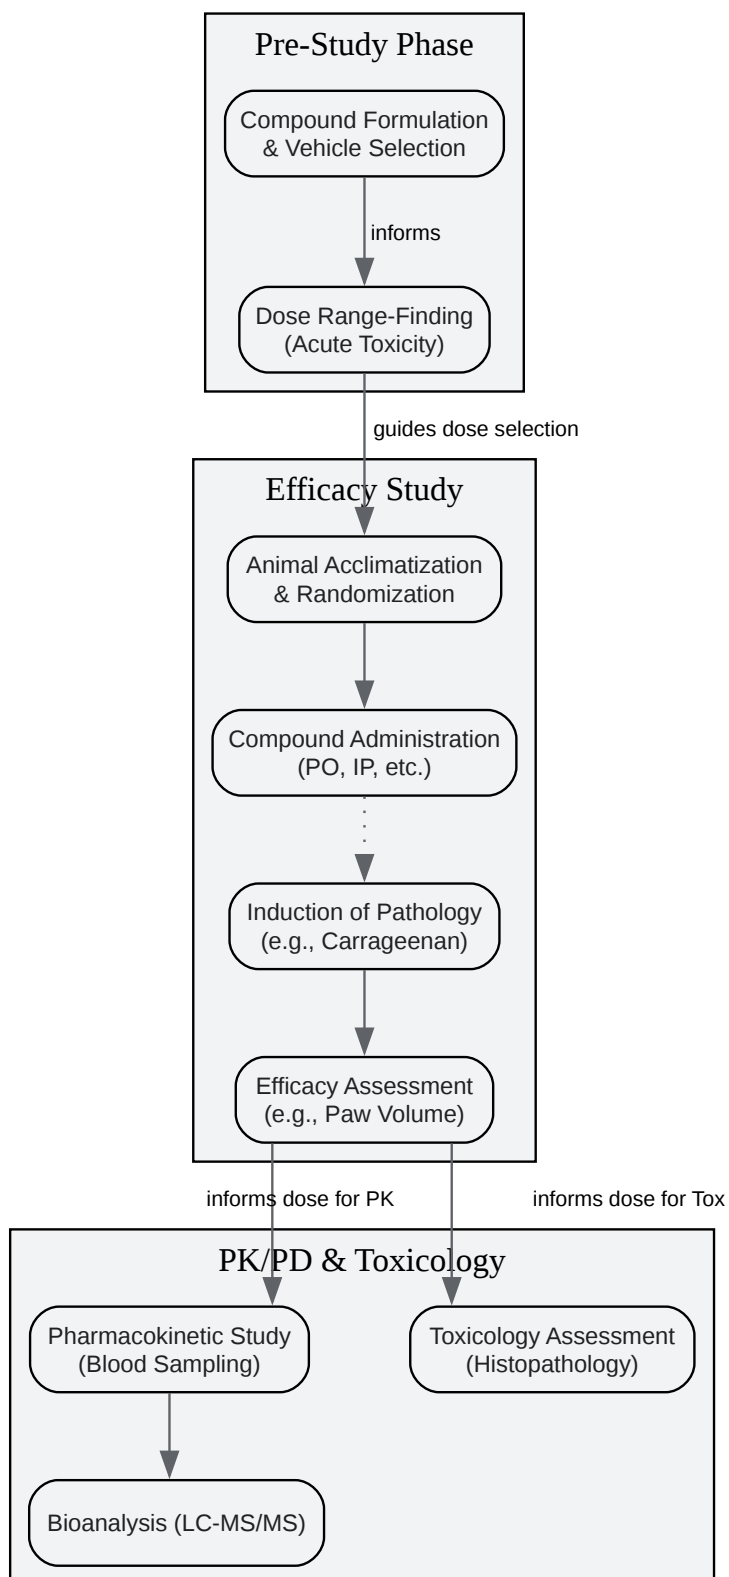 Pre-Study Phase
Compound Formulation
& Vehicle Selection
informs
Dose Range-Finding
(Acute Toxicity)
guides dose selection
Efficacy Study
Animal Acclimatization
& Randomization
Compound Administration
(PO, IP, etc.)
Induction of Pathology
(e.g., Carrageenan)
Efficacy Assessment
(e.g., Paw Volume)
informs dose for PK
informs dose for Tox
PK/PD & Toxicology
Pharmacokinetic Study
(Blood Sampling)
Toxicology Assessment
(Histopathology)
Bioanalysis (LC-MS/MS)